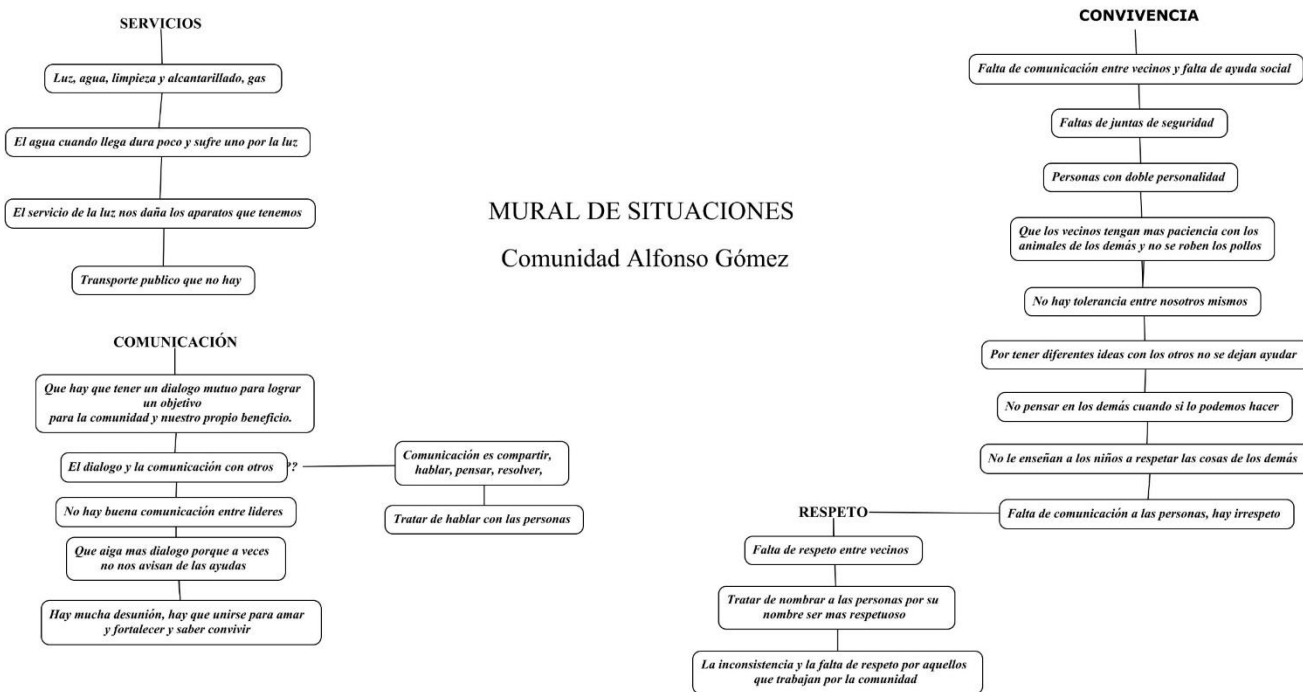 SERVICIOS
Luz, agua, limpieza y alcantarillado, gas
El agua cuando llega dura poco y sufre uno por la luz
El servicio de la luz nos daña los aparatos que tenemos
Transporte publico que no hay
MURAL DE SITUACIONES
Comunidad Alfonso Gómez
COMUNICACIÓN
Que hay que tener un dialogo mutuo para lograr
un objetivo
para la comunidad y nuestro propio beneficio.
El dialogo y la comunicación con otros
??
Comunicación es compartir,
hablar, pensar, resolver,
Tratar de hablar con las personas
No hay buena comunicación entre lideres
Que aiga mas dialogo porque a veces
no nos avisan de las ayudas
Hay mucha desunión, hay que unirse para amar
y fortalecer y saber convivir
CONVIVENCIA
Falta de comunicación entre vecinos y falta de ayuda social
Faltas de juntas de seguridad
Personas con doble personalidad
Que los vecinos tengan mas paciencia con los
animales de los demás y no se roben los pollos
No hay tolerancia entre nosotros mismos
Por tener diferentes ideas con los otros no se dejan ayudar
No pensar en los demás cuando si lo podemos hacer
No le enseñan a los niños a respetar las cosas de los demás
Falta de comunicación a las personas, hay irrespeto
RESPETO
Falta de respeto entre vecinos
Tratar de nombrar a las personas por su
nombre ser mas respetuoso
La inconsistencia y la falta de respeto por aquellos
que trabajan por la comunidad